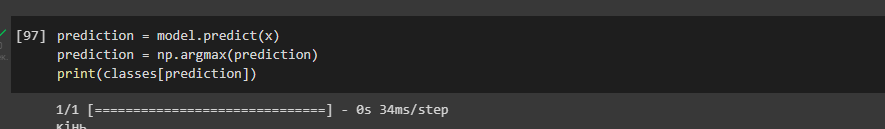 [97] prediction = model.predict(x)
prediction = np.argmax(prediction)
print(classes[prediction])
1/1 [==============================] - 0s 34ms/step
кінь